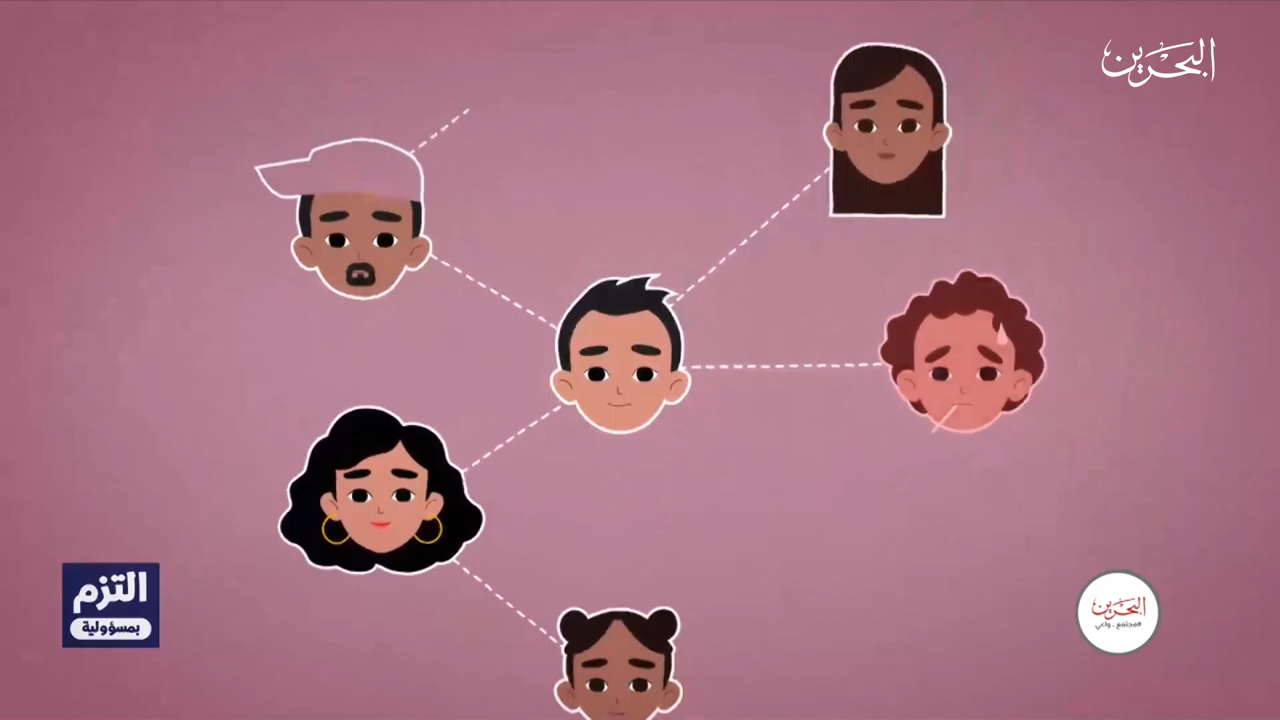 البحرين
التزم
بمسؤولية
البحرين
#مجتمع_واعي